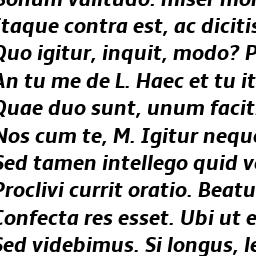 Bonum valitudo: miser mor
Itaque contra est, ac dicitis
Quo igitur, inquit, modo? P
An tu me de L. Haec et tu it
Quae duo sunt, unum facit
Nos cum te, M. Igitur nequ
Sed tamen intellego quid v
Proclivi currit oratio. Beatu
Confecta res esset. Ubi ut e
Sed videbimus. Si longus, le